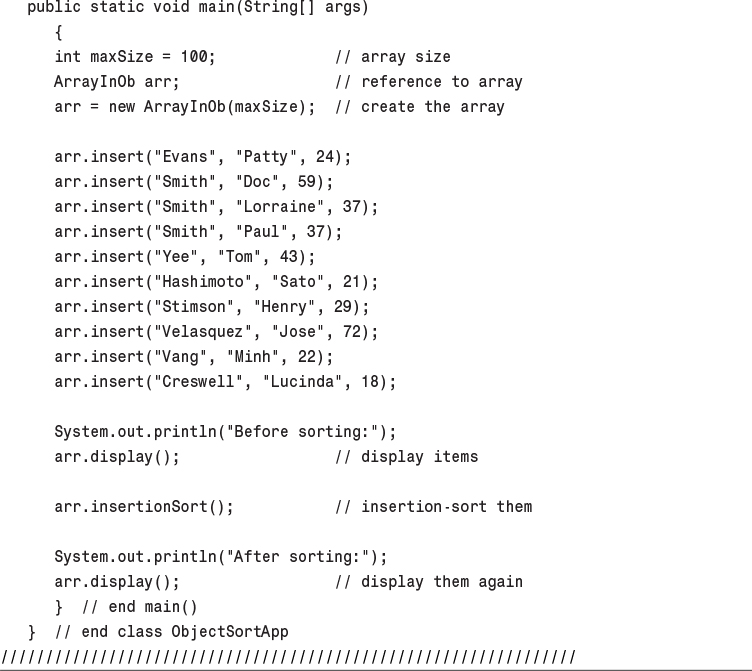 public static void main(String[] args)
{
int maxSize = 100; // array size
ArrayInOb arr; // reference to array
arr = new ArrayInOb(maxSize); // create the array
arr.insert("Evans", "Patty", 24);
arr.insert("Smith", "Doc", 59);
arr.insert("Smith", "Lorraine", 37);
arr.insert("Smith", "Paul", 37);
arr.insert("Yee", "Tom", 43);
arr.insert("Hashimoto", "Sato", 21);
arr.insert("Stimson", "Henry", 29);
arr.insert("Velasquez", "Jose", 72);
arr.insert("Vang", "Minh", 22);
arr.insert("Creswell", "Lucinda", 18);
System.out.println("Before sorting:");
arr.display(); // display items
arr.insertionSort(); // insertion-sort them
System.out.println("After sorting:");
arr.display(); // display them again
} // end main()
} // end class ObjectSortApp
////////////////////////////////////////////////////////////////